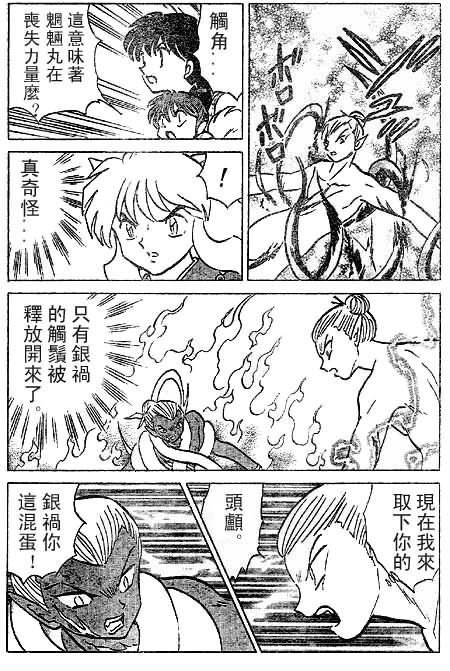 ボロ
ボロ
觸角…
這意味著
魍魎丸在
喪失力量麼？
！
真奇怪…
只有銀禍
的觸鬚被
釋放開來了。
現在我來
取下你的
頭顱。
銀禍你
這混蛋！